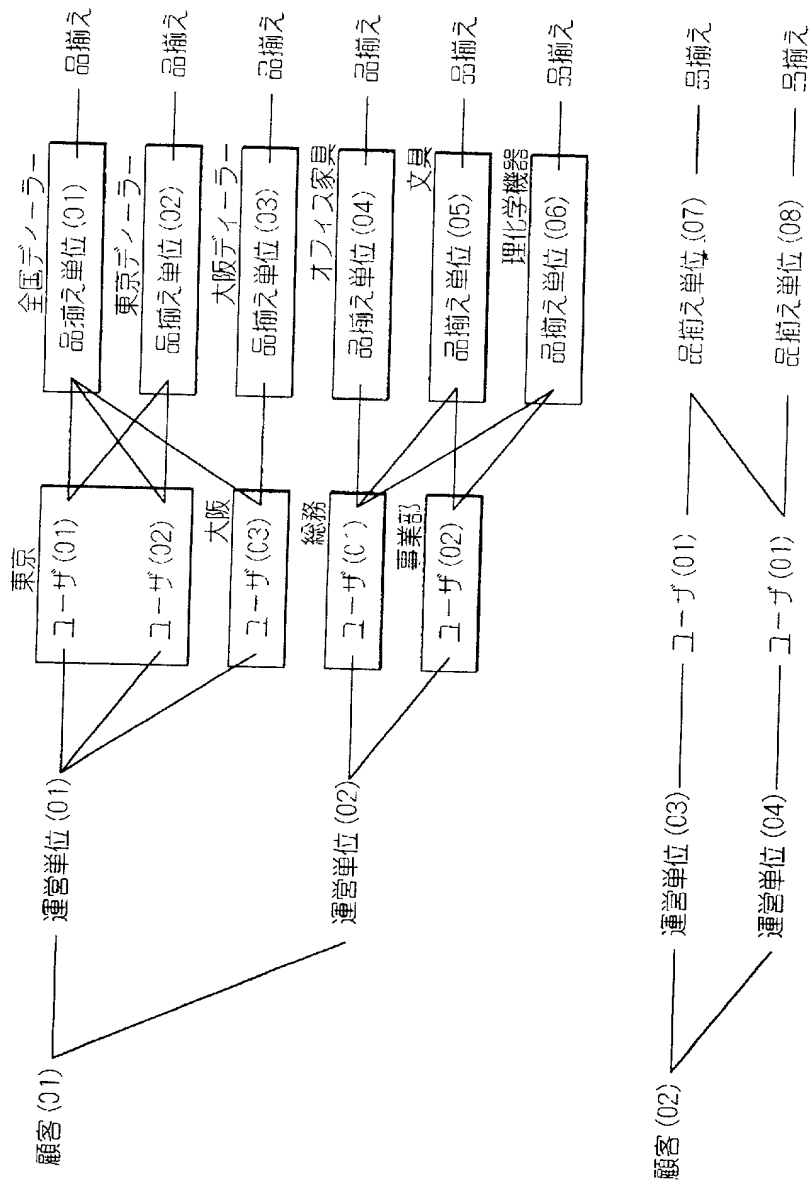 顧客(01)
運営単位(01)
東京
ユーザ(01)
ユーザ(02)
大阪
ユーザ(03)
全国ディーラー
品揃え単位(01)
品揃え
東京ディーラー
品揃え単位(02)
品揃え
大阪ディーラー
品揃え単位(03)
品揃え
運営単位(02)
総務
ユーザ(01)
事業部
ユーザ(02)
オフィス家具
品揃え単位(04)
品揃え
文具
品揃え単位(05)
品揃え
理化学機器
品揃え単位(06)
品揃え
顧客(02)
運営単位(03)
ユーザ(01)
品揃え単位(07)
品揃え
運営単位(04)
ユーザ(01)
品揃え単位(08)
品揃え